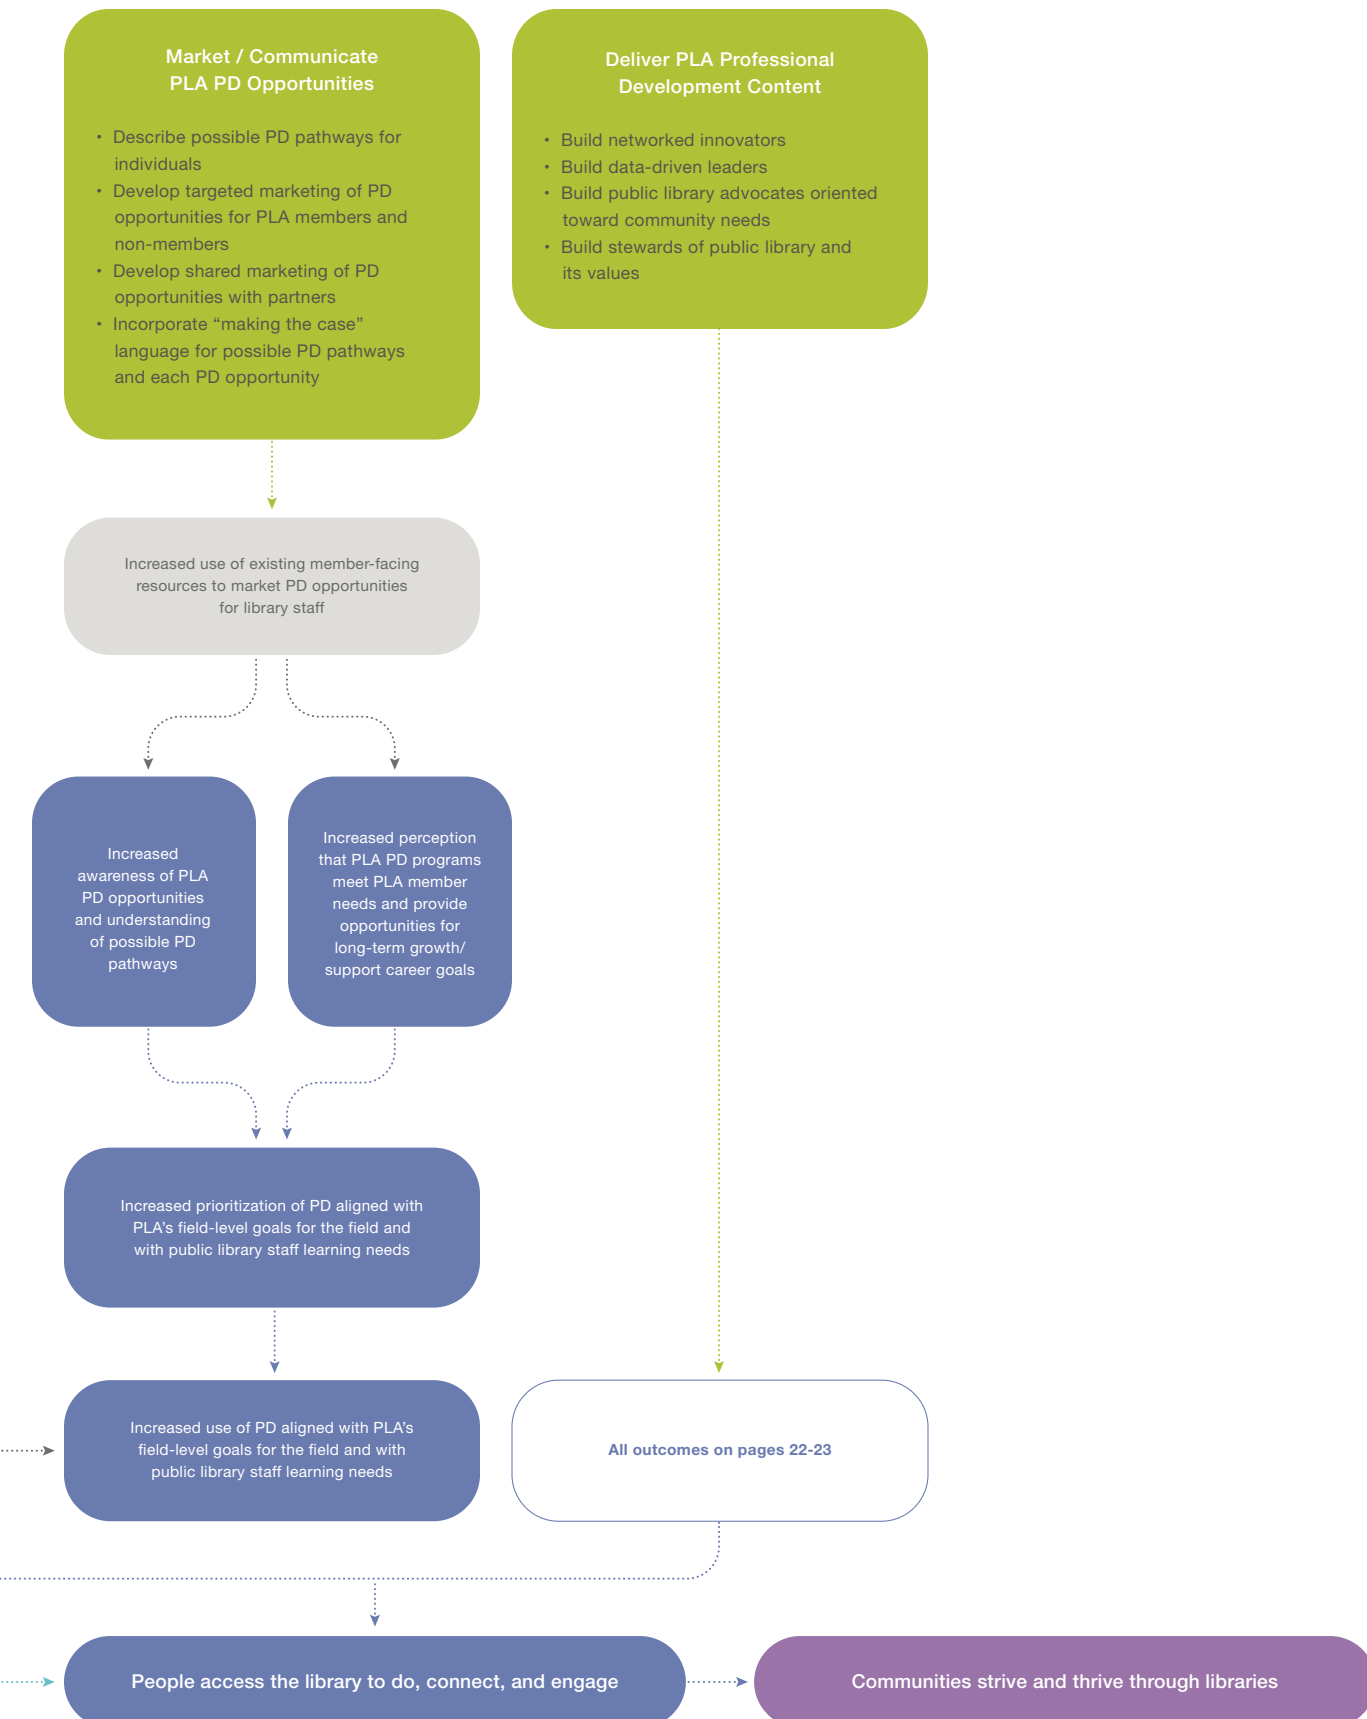 Market / Communicate
PLA PD Opportunities
• Describe possible PD pathways for
individuals
• Develop targeted marketing of PD
opportunities for PLA members and
non-members
• Develop shared marketing of PD
opportunities with partners
• Incorporate “making the case”
language for possible PD pathways
and each PD opportunity
Deliver PLA Professional
Development Content
• Build networked innovators
• Build data-driven leaders
• Build public library advocates oriented
toward community needs
• Build stewards of public library and
its values
Increased use of existing member-facing
resources to market PD opportunities
for library staff
Increased
awareness of PLA
PD opportunities
and understanding
of possible PD
pathways
Increased perception
that PLA PD programs
meet PLA member
needs and provide
opportunities for
long-term growth/
support career goals
Increased prioritization of PD aligned with
PLA’s field-level goals for the field and
with public library staff learning needs
Increased use of PD aligned with PLA’s
field-level goals for the field and with
public library staff learning needs
All outcomes on pages 22-23
People access the library to do, connect, and engage
Communities strive and thrive through libraries